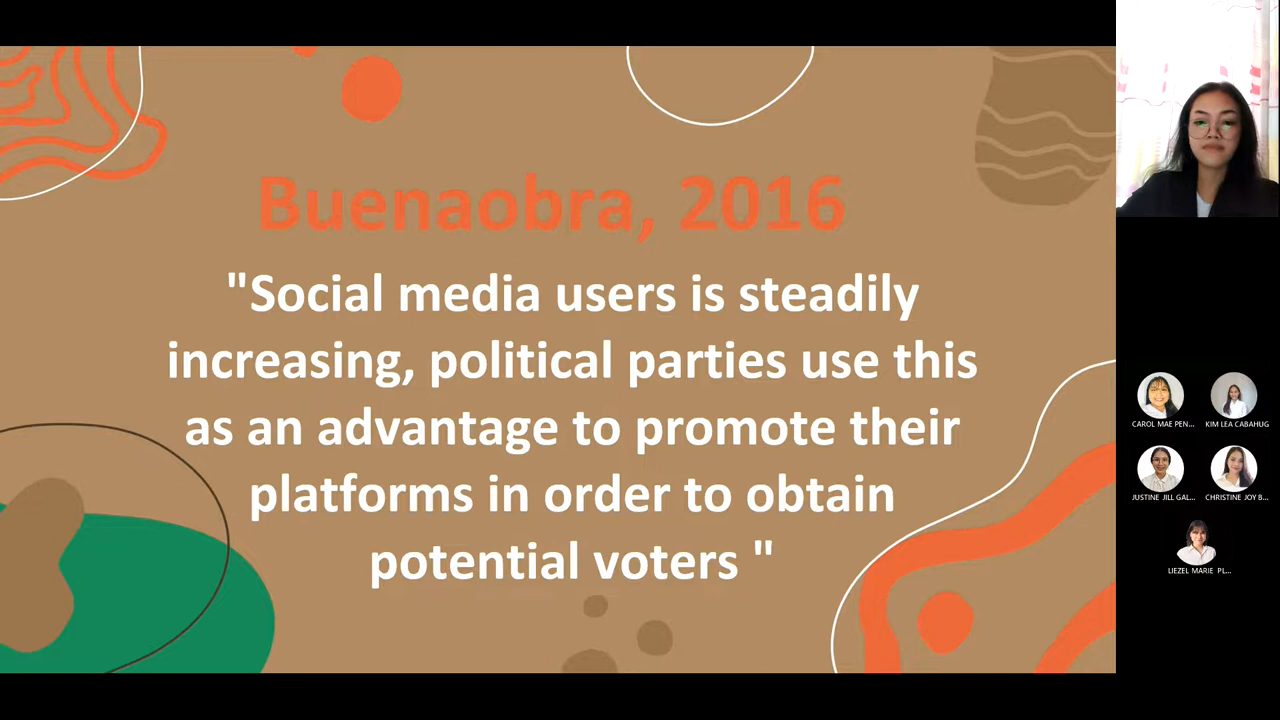 Buenaobra, 2016
"Social media users is steadily
increasing, political parties use this
as an advantage to promote their
platforms in order to obtain
potential voters "
CAROL MAE PEN...
KIM LEA CABAHUG
JUSTINE JILL GAL...
CHRISTINE JOY B...
LIEZEL MARIE PL...